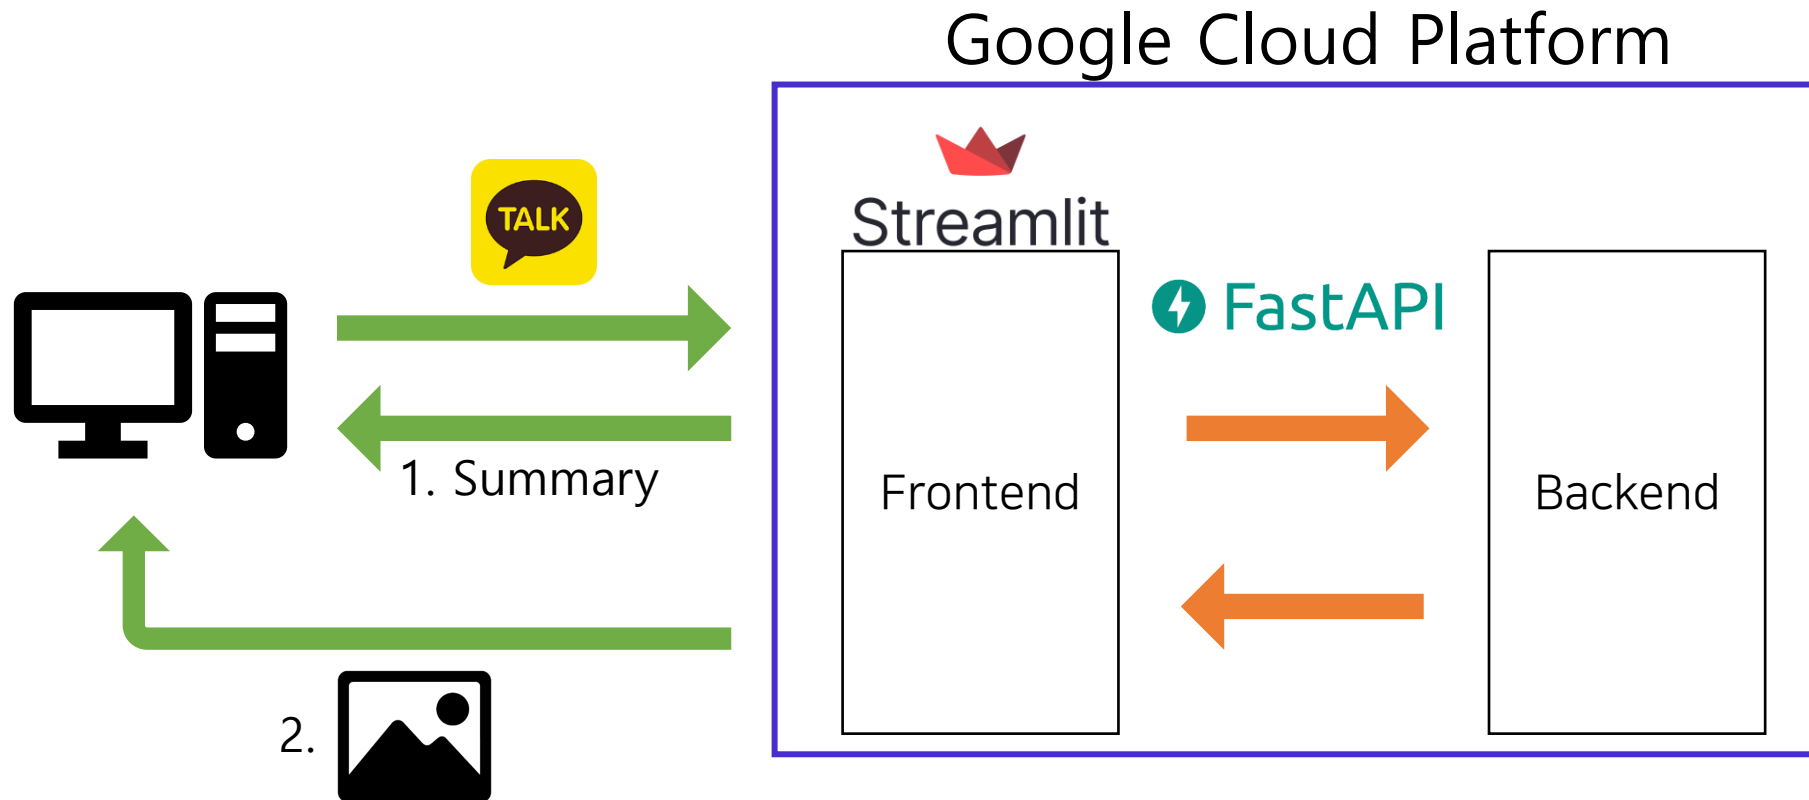 Google Cloud Platform
Streamlit
TALK
FastAPI
1. Summary
Frontend
Backend
2.